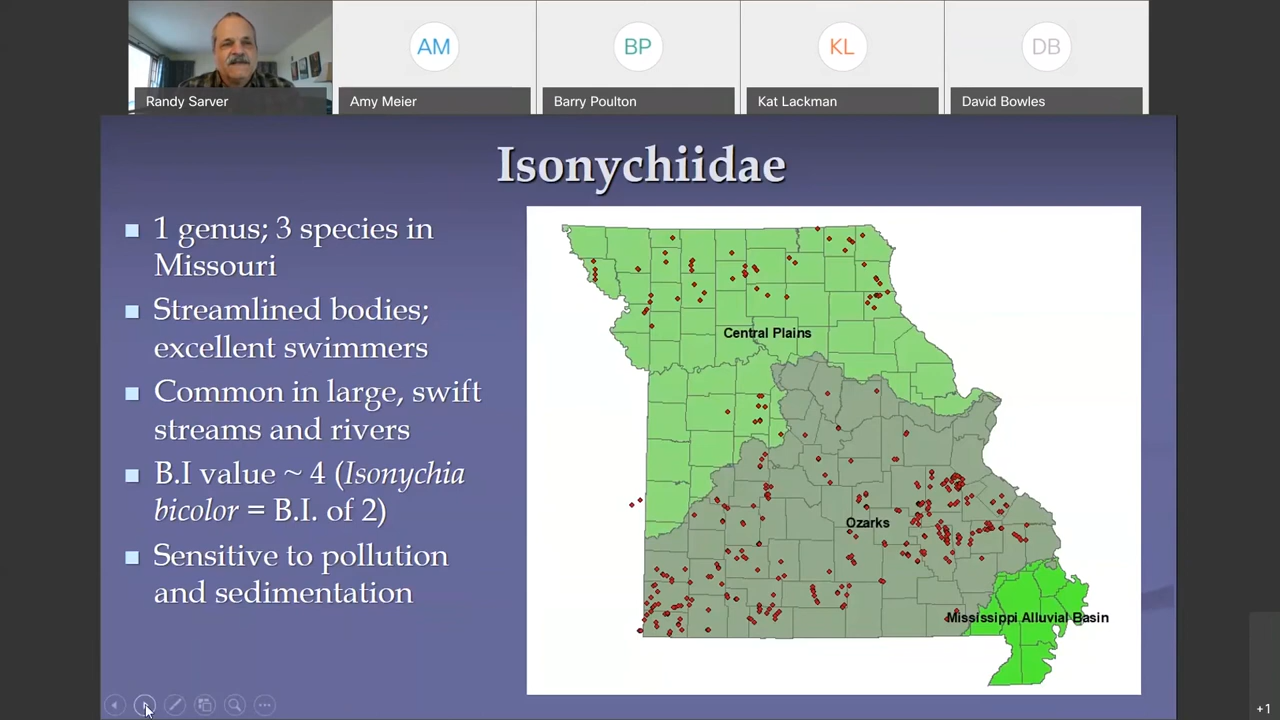 AM
BP
KL
DB
Randy Sarver
Amy Meier
Barry Poulton
Kat Lackman
David Bowles
Isonychiidae
1 genus; 3 species in
Missouri
Streamlined bodies;
excellent swimmers
Common in large, swift
streams and rivers
B.I value ~ 4 (Isonychia
bicolor = B.I. of 2)
Sensitive to pollution
and sedimentation
Central Plains
Ozarks
Mississippi Alluvial Basin
+1